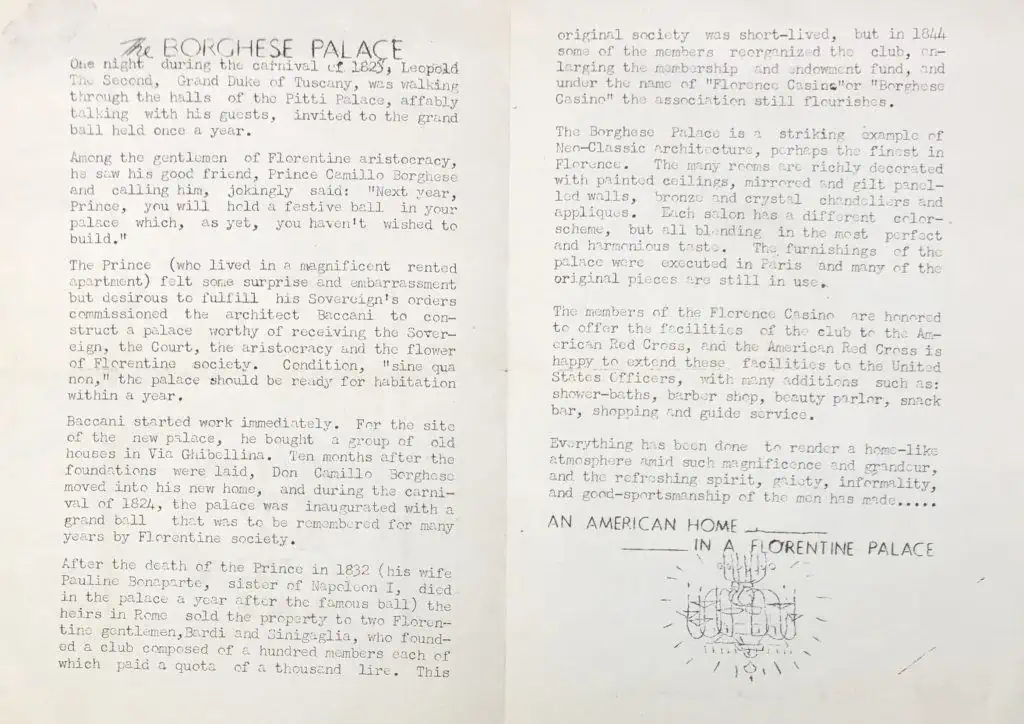 The BORGHESE PALACE
One night during the carnival of 1823, Leopold
The Second, Grand Duke of Tuscany, was walking
through the halls of the Pitti Palace, affably
talking with his guests, invited to the grand
ball held once a year.
Among the gentlemen of Florentine aristocracy,
he saw his good friend, Prince Camillo Borghese
and calling him, jokingly said: "Next year,
Prince, you will hold a festive ball in your
palace which, as yet, you haven't wished to
build."
The Prince (who lived in a magnificent rented
apartment) felt some surprise and embarrassment
but desirous to fulfill his Sovereign's orders
commissioned the architect Baccani to con-
struct a palace worthy of receiving the Sover-
eign, the Court, the aristocracy and the flower
of Florentine society. Condition, "sine qua
non," the palace should be ready for habitation
within a year.
Baccani started work immediately. For the site
of the new palace, he bought a group of old
houses in Via Ghibellina. Ten months after the
foundations were laid, Don Camillo Borghese
moved into his new home, and during the carni-
val of 1824, the palace was inaugurated with a
grand ball that was to be remembered for many
years by Florentine society.
After the death of the Prince in 1832 (his wife
Pauline Bonaparte, sister of Napoleon I, died
in the palace a year after the famous ball) the
heirs in Rome sold the property to two Floren-
tine gentlemen,Bardi and Sinigaglia, who found-
ed a club composed of a hundred members each of
which paid a quota of a thousand lire. This
original society was short-lived, but in 1844
some of the members reorganized the club, en-
larging the membership and endowment fund, and
under the name of "Florence Casino"or "Borghese
Casino" the association still flourishes.
The Borghese Palace is a striking example of
Neo-Classic architecture, perhaps the finest in
Florence. The many rooms are richly decorated
with painted ceilings, mirrored and gilt panel-
led walls, bronze and crystal chandeliers and
appliques. Each salon has a different color-
scheme, but all blending in the most perfect
and harmonious taste. The furnishings of the
palace were executed in Paris and many of the
original pieces are still in use.
The members of the Florence Casino are honored
to offer the facilities of the club to the Am-
erican Red Cross, and the American Red Cross is
happy to extend these facilities to the United
States Officers, with many additions such as:
shower-baths, barber shop, beauty parlor, snack
bar, shopping and guide service.
Everything has been done to render a home-like
atmosphere amid such magnificence and grandeur,
and the refreshing spirit, gaiety, informality,
and good-sportsmanship of the men has made.....
AN AMERICAN HOME
IN A FLORENTINE PALACE